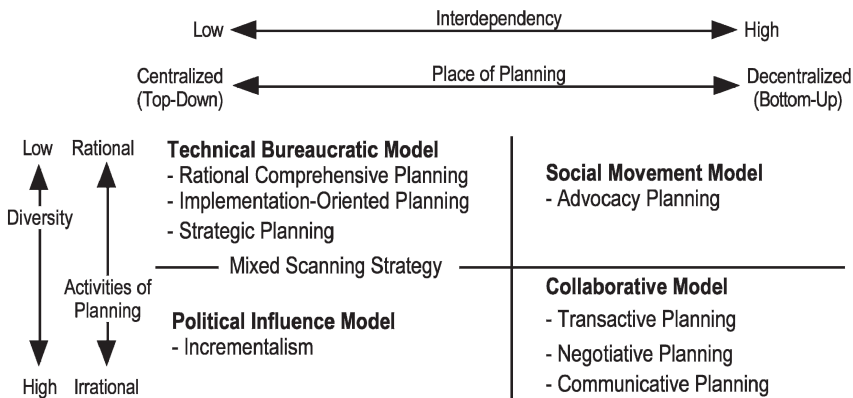 Interdependency
Low
High
Centralized
(Top-Down)
Place of Planning
Decentralized
(Bottom-Up)
Low
Rational
Diversity
Activities of
Planning
High
Irrational
Technical Bureaucratic Model
- Rational Comprehensive Planning
- Implementation-Oriented Planning
- Strategic Planning
Social Movement Model
- Advocacy Planning
Mixed Scanning Strategy
Political Influence Model
- Incrementalism
Collaborative Model
- Transactive Planning
- Negotiative Planning
- Communicative Planning